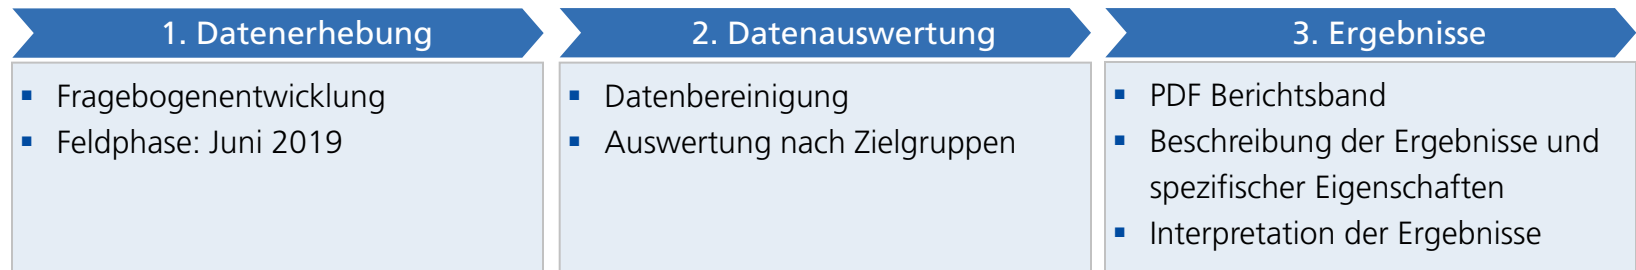 1. Datenerhebung
▪ Fragebogenentwicklung
▪ Feldphase: Juni 2019
2. Datenauswertung
▪ Datenbereinigung
▪ Auswertung nach Zielgruppen
3. Ergebnisse
▪ PDF Berichtsband
▪ Beschreibung der Ergebnisse und
spezifischer Eigenschaften
▪ Interpretation der Ergebnisse